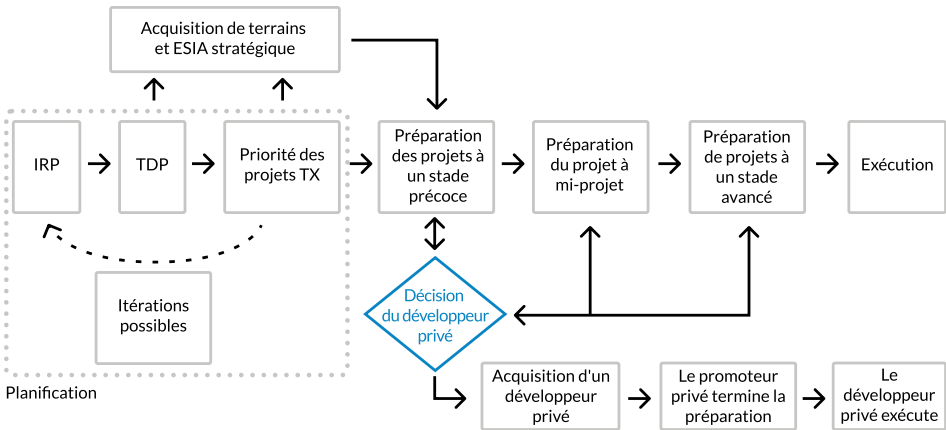 Acquisition de terrains
et ESIA stratégique
IRP
TDP
Priorité des
projets TX
Préparation
des projets à
un stade
précoce
Préparation
du projet à
mi-projet
Préparation
de projets à
un stade
avancé
Exécution
Itérations
possibles
Planification
Décision
du développeur
privé
Acquisition d'un
développeur
privé
Le promoteur
privé termine la
préparation
Le
développeur
privé exécute